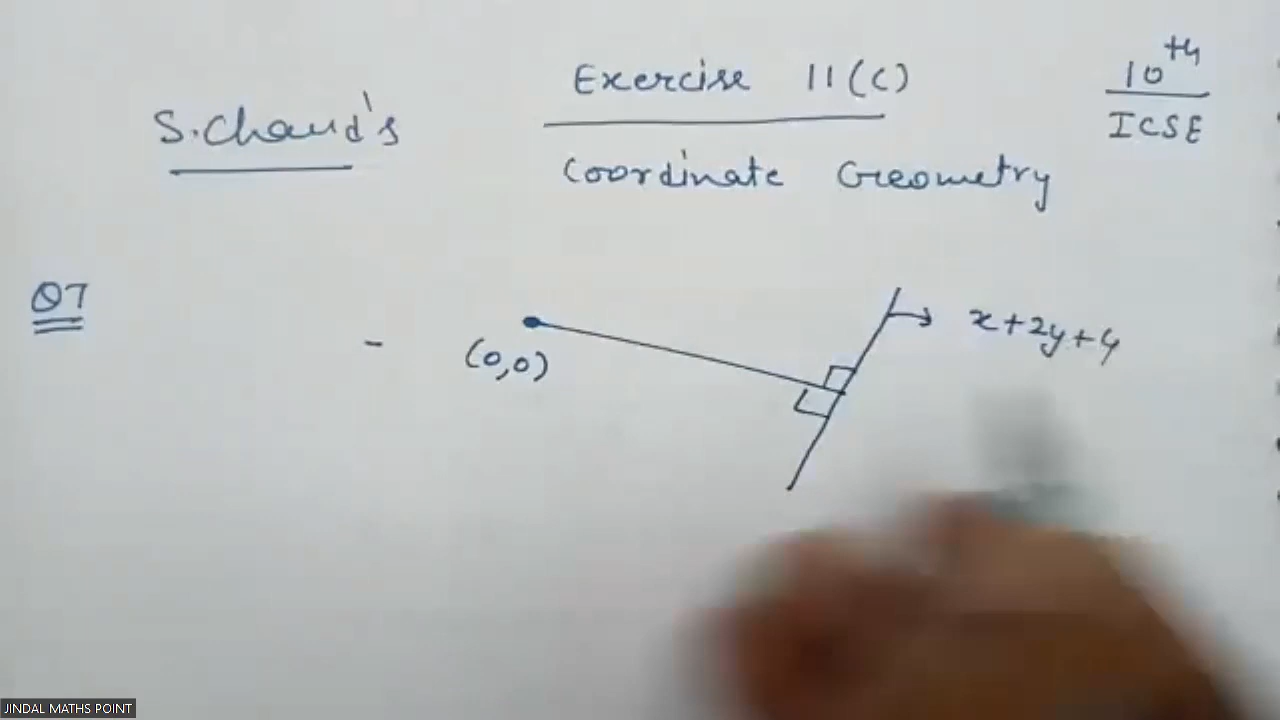 Exercise 11(C)
10th
ICSE
S.Chand's
Coordinate Geometry
Q7
(0,0)
x+2y+4
JINDAL MATHS POINT